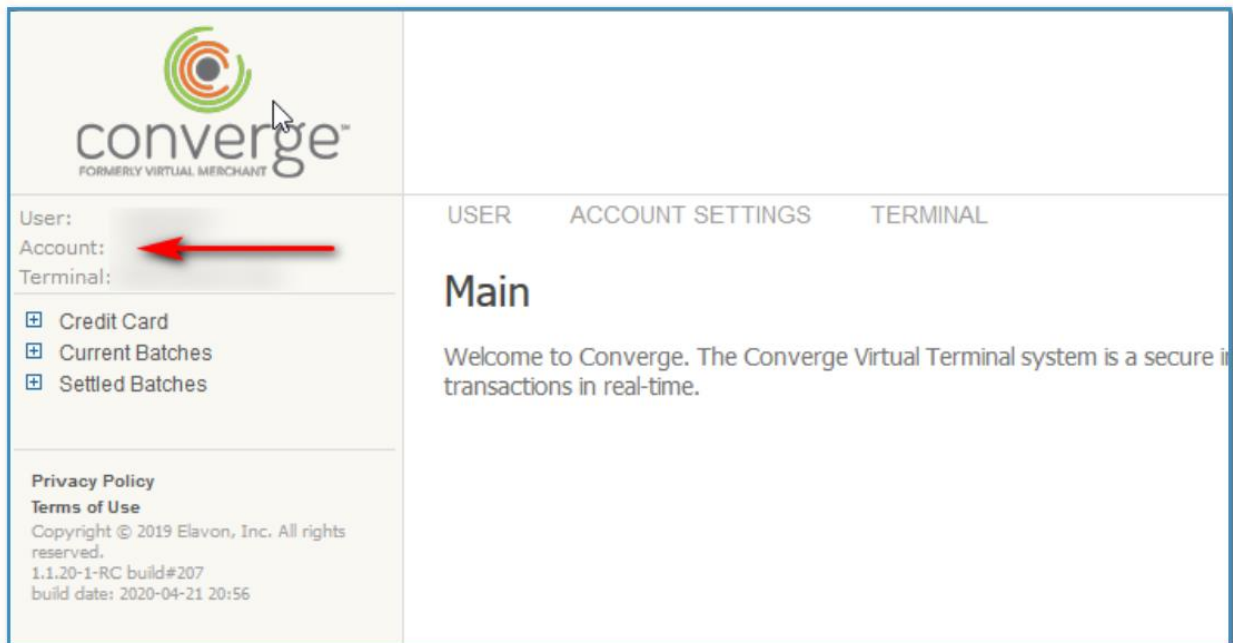 converge™
FORMERLY VIRTUAL MERCHANT
User:
Account:
Terminal:
Credit Card
Current Batches
Settled Batches
Privacy Policy
Terms of Use
Copyright © 2019 Elavon, Inc. All rights
reserved.
1.1.20-1-RC build#207
build date: 2020-04-21 20:56
USER ACCOUNT SETTINGS TERMINAL
Main
Welcome to Converge. The Converge Virtual Terminal system is a secure
transactions in real-time.